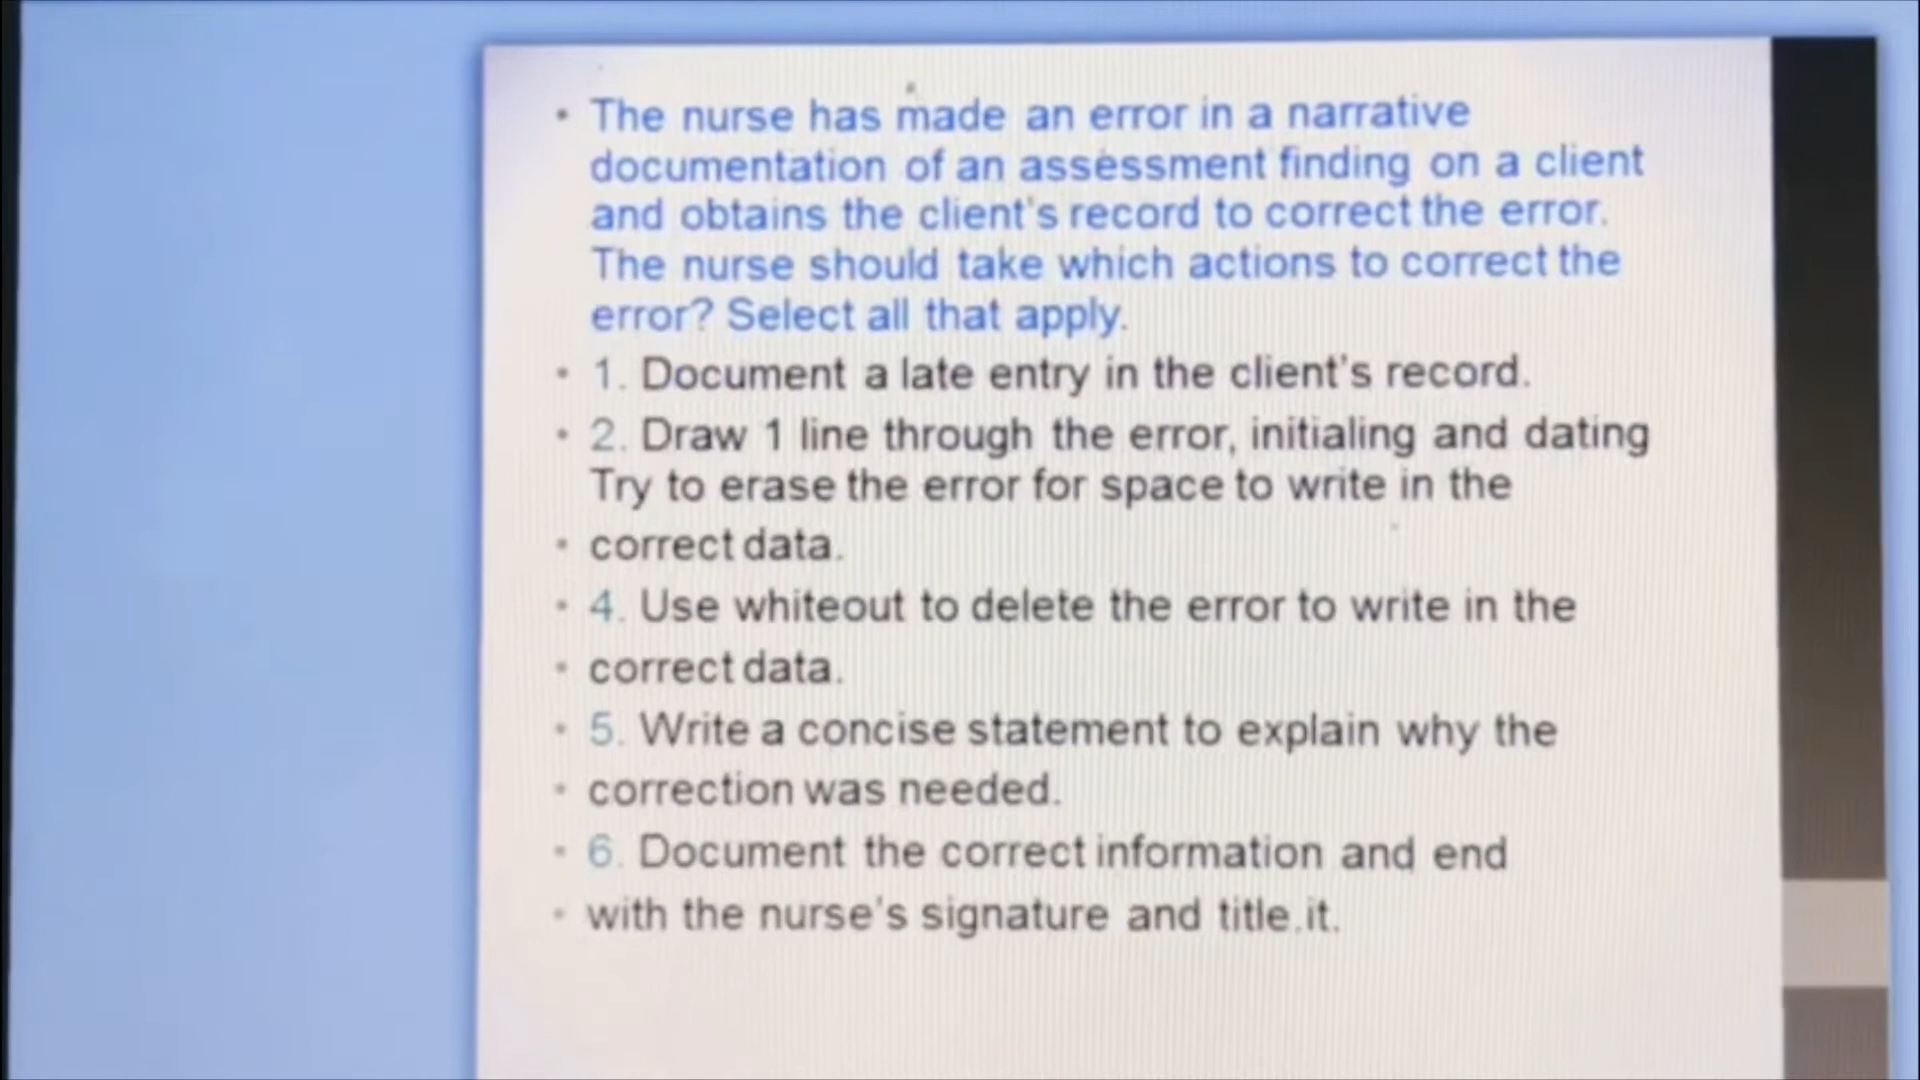 • The nurse has made an error in a narrative
documentation of an assessment finding on a client
and obtains the client's record to correct the error.
The nurse should take which actions to correct the
error? Select all that apply.
• 1. Document a late entry in the client's record.
• 2. Draw 1 line through the error, initialing and dating
Try to erase the error for space to write in the
• correct data.
• 4. Use whiteout to delete the error to write in the
• correct data.
• 5. Write a concise statement to explain why the
• correction was needed.
• 6. Document the correct information and end
• with the nurse's signature and title.it.